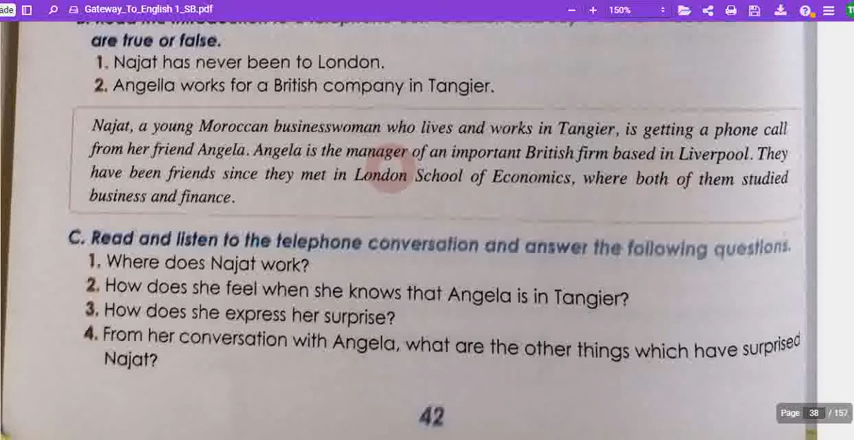 ade
Gateway_To_English 1_SB.pdf
150%
are true or false.
1. Najat has never been to London.
2. Angella works for a British company in Tangier.
Najat, a young Moroccan businesswoman who lives and works in Tangier, is getting a phone call
from her friend Angela. Angela is the manager of an important British firm based in Liverpool. They
have been friends since they met in London School of Economics, where both of them studied
business and finance.
C. Read and listen to the telephone conversation and answer the following questions.
1. Where does Najat work?
2. How does she feel when she knows that Angela is in Tangier?
3. How does she express her surprise?
4. From her conversation with Angela, what are the other things which have surprised
Najat?
42
Page 38 / 157